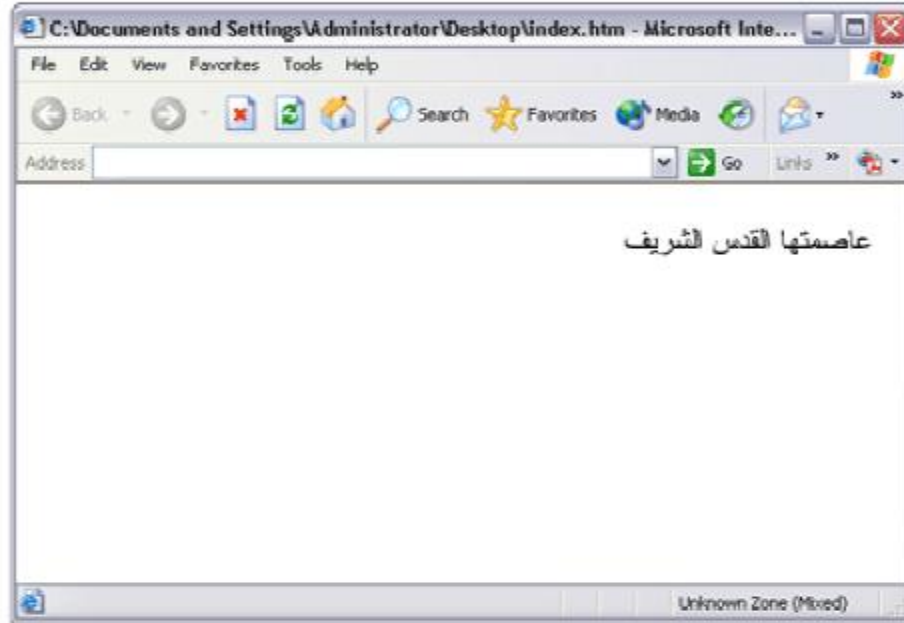 C:\Documents and Settings\Administrator\Desktop\index.htm - Microsoft Inte...
File Edit View Favorites Tools Help
Back Search Favorites Media
Address Go Links
عاصمتها القدس الشريف
Unknown Zone (Mixed)